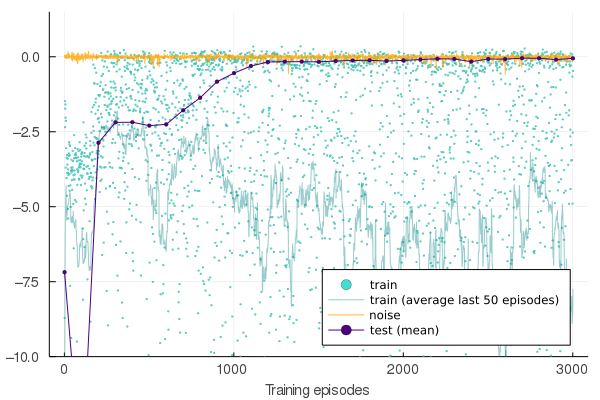 0.0
−2.5
−5.0
−7.5
−10.0
train
train (average last 50 episodes)
noise
test (mean)
0 1000 2000 3000
Training episodes